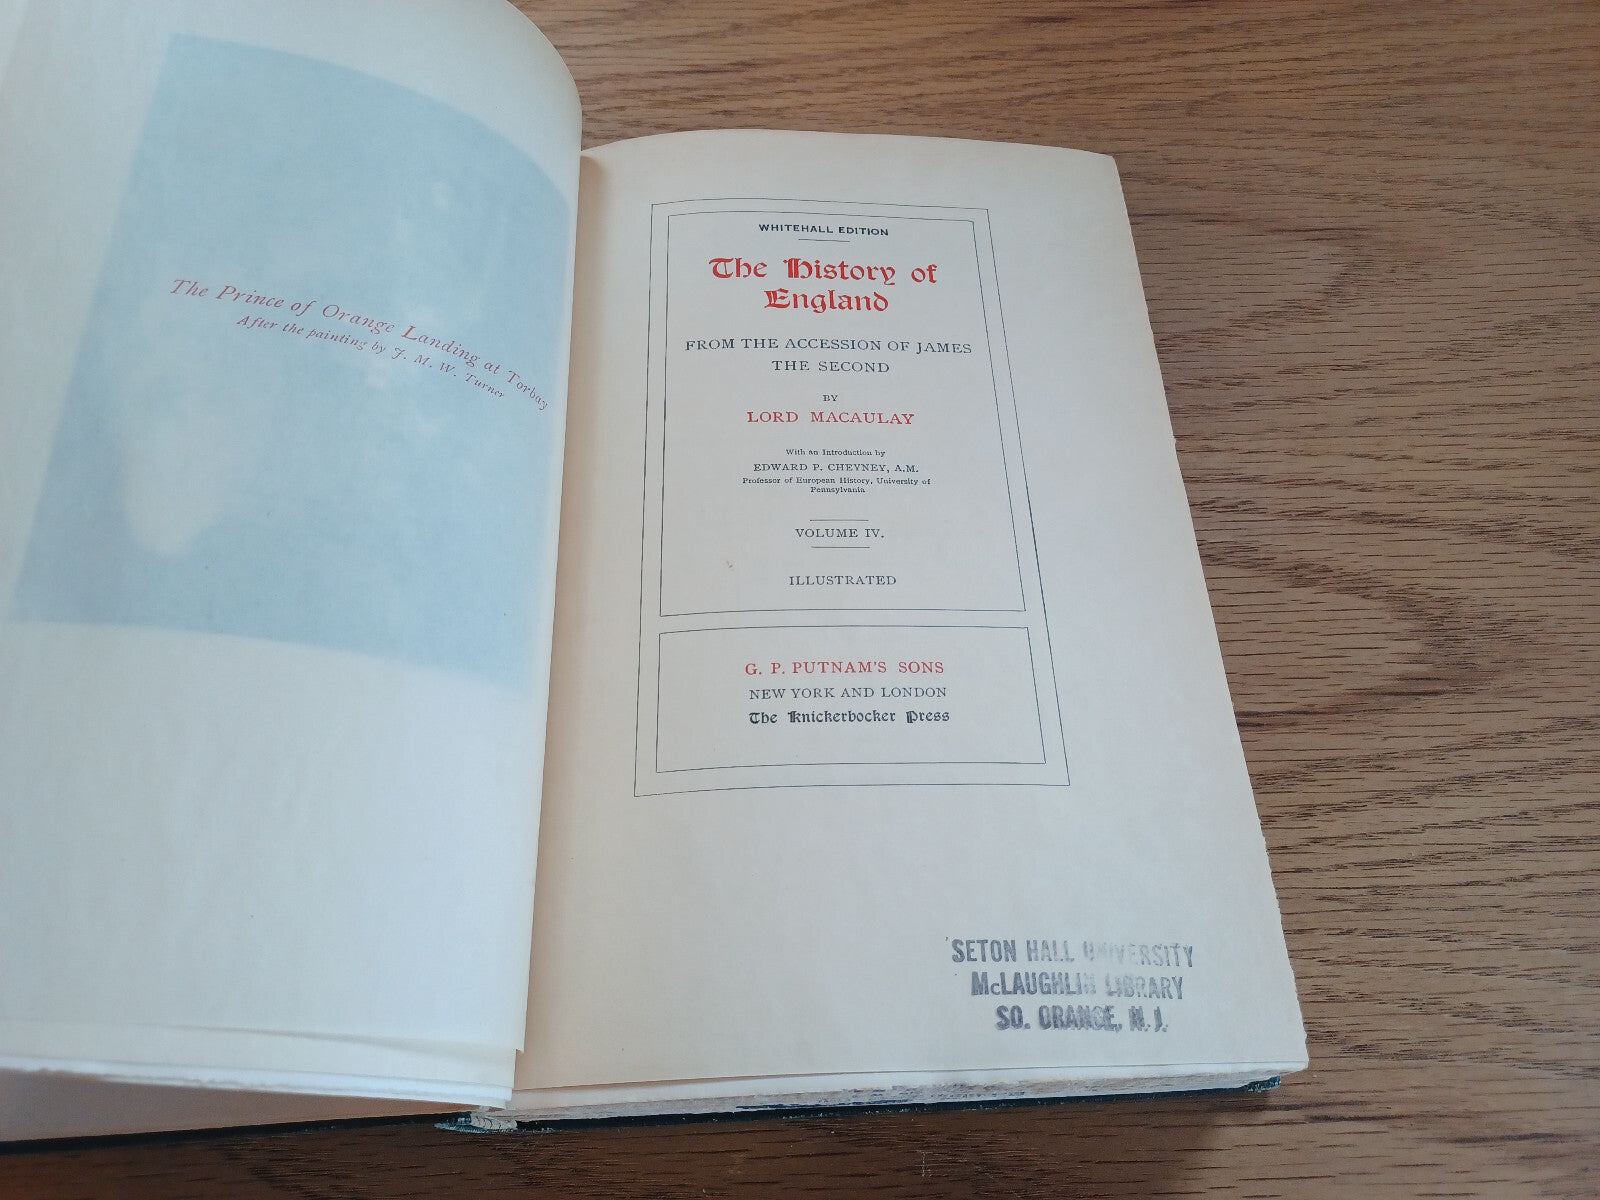 The Prince of Orange Landing at Torbay
After the painting by J. M. W. Turner
WHITEHALL EDITION
The History of
England
FROM THE ACCESSION OF JAMES
THE SECOND
BY
LORD MACAULAY
With an Introduction by
EDWARD P. CHEYNEY, A.M.
Professor of European History, University of
Pennsylvania
VOLUME IV.
ILLUSTRATED
G. P. PUTNAM'S SONS
NEW YORK AND LONDON
The Knickerbocker Press
SETON HALL UNIVERSITY
McLAUGHLIN LIBRARY
SO. ORANGE, N. J.